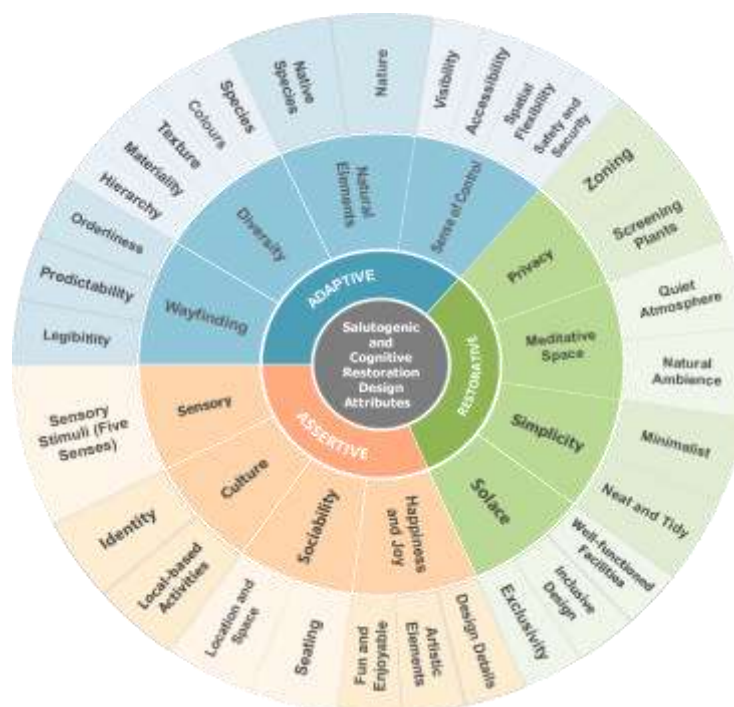 Salutogenic
and
Cognitive
Restoration
Design
Attributes
ADAPTIVE
RESTORATIVE
ASSERTIVE
Wayfinding
Diversity
Natural
Elements
Sense of Control
Privacy
Meditative
Space
Simplicity
Solace
Happiness
and Joy
Sociability
Culture
Sensory
Legibitlity
Predictability
Orderliness
Hierarchy
Materiality
Texture
Colours
Species
Native
Species
Nature
Visibility
Accessibility
Spatial
Flexibility
Safety and
Security
Zoning
Screening
Plants
Quiet
Atmosphere
Natural
Ambience
Minimalist
Neat and Tidy
Well-functioned
Facilities
Inclusive
Design
Exclusivity
Design Details
Artistic
Elements
Fun and
Enjoyable
Seating
Location and
Space
Local-based
Activities
Identity
Sensory
Stimuli (Five
Senses)